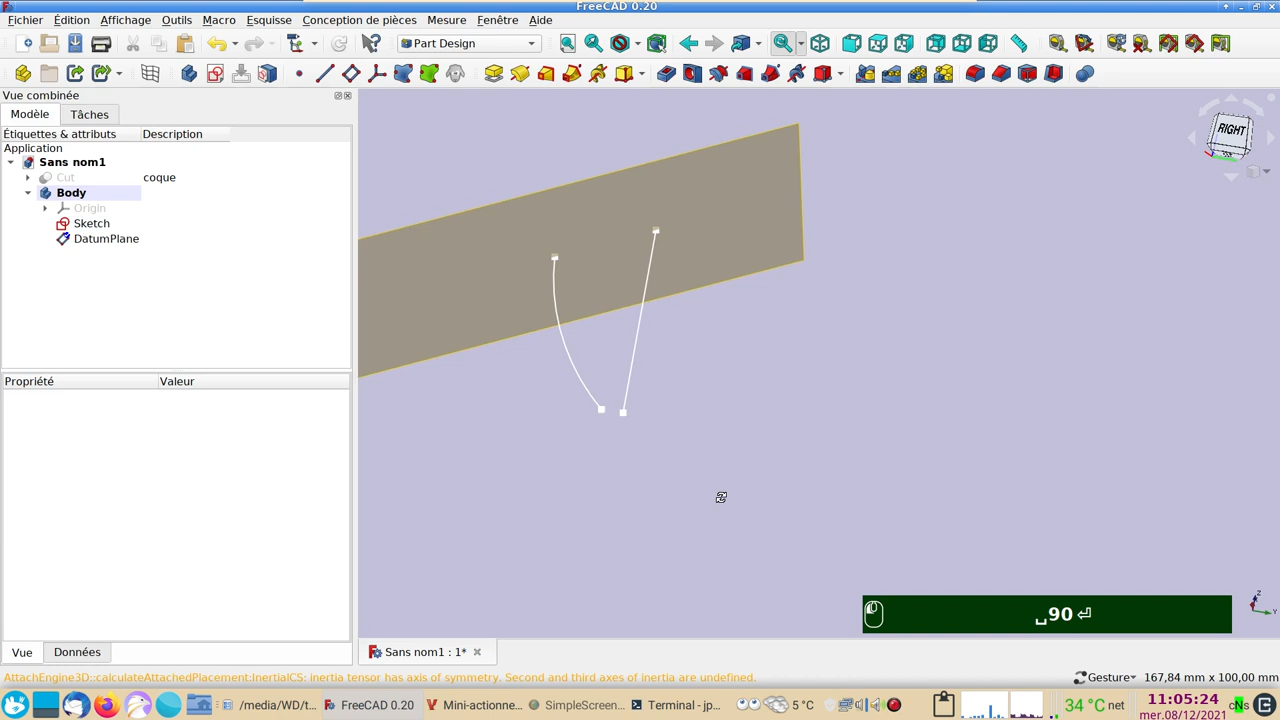 FreeCAD 0.20
Fichier Édition Affichage Outils Macro Esquisse Conception de pièces Mesure Fenêtre Aide
Part Design
Vue combinée
Modèle Tâches
Étiquettes & attributs Description
Application
Sans nom1
Cut coque
Body
Origin
Sketch
DatumPlane
Propriété Valeur
RIGHT
␣90 ⏎
Z
Y
Vue Données
Sans nom1 : 1*
AttachEngine3D::calculateAttachedPlacement:InertialCS: inertia tensor has axis of symmetry. Second and third axes of inertia are undefined.
Gesture 167,84 mm x 100,00 mm
/media/WD/t... FreeCAD 0.20 Mini-actionne... SimpleScreen... Terminal - jp... 5 °C 34 °C net 11:05:24
mer.08/12/2021